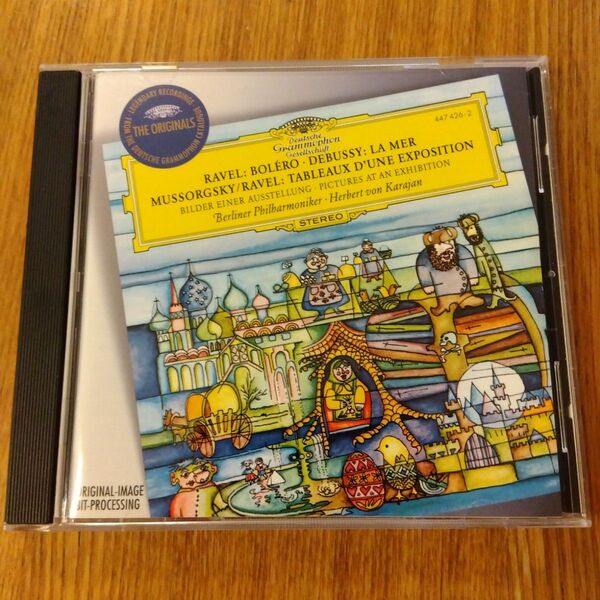 ·LEGENDARY RECORDINGS·
THE ORIGINALS
FROM THE DEUTSCHE GRAMMOPHON CATALOGUE
Deutsche
Grammophon
Gesellschaft
447 426-2
RAVEL: BOLÉRO · DEBUSSY: LA MER
MUSSORGSKY/RAVEL: TABLEAUX D'UNE EXPOSITION
BILDER EINER AUSSTELLUNG · PICTURES AT AN EXHIBITION
Berliner Philharmoniker · Herbert von Karajan
STEREO
ORIGINAL-IMAGE
BIT-PROCESSING